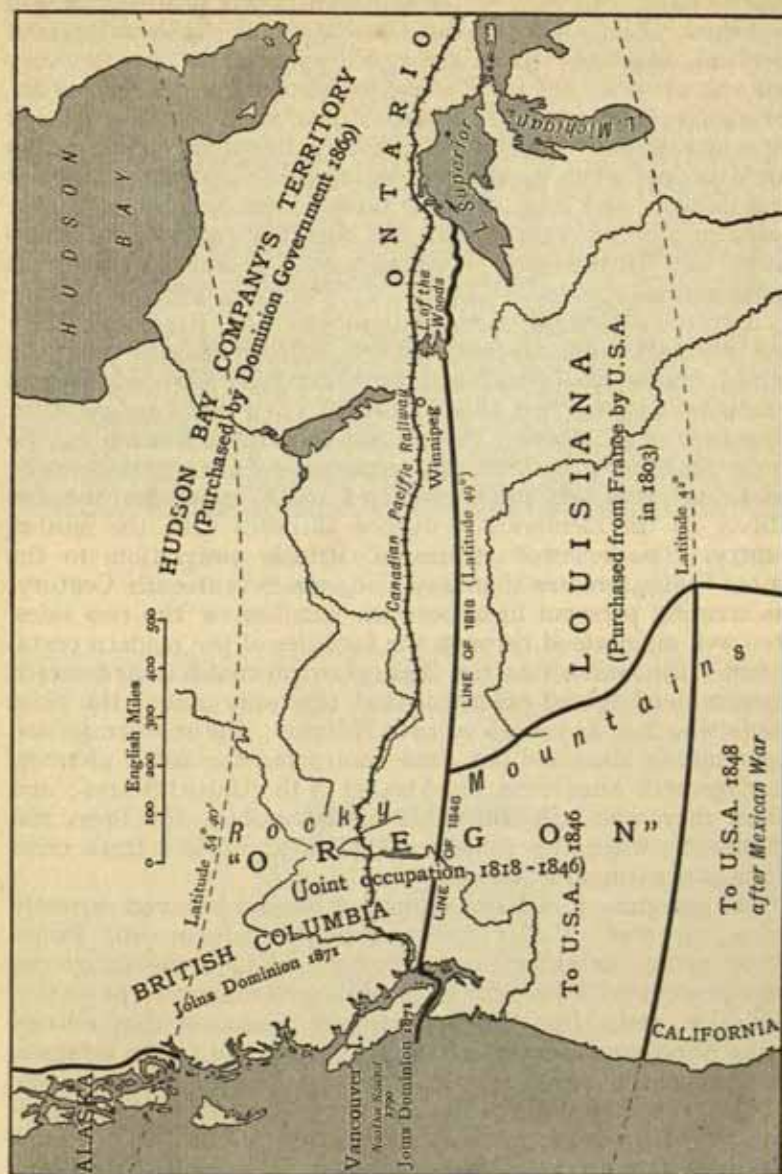 HUDSON
BAY
HUDSON BAY COMPANY'S TERRITORY
(Purchased by Dominion Government 1869)
English Miles
0 100 200 300 400 500
Latitude 54° 40'
ALASKA
BRITISH COLUMBIA
Joins Dominion 1871
Vancouver I.
Nootka Sound
1790
Joins Dominion 1871
"OREGON"
(Joint occupation 1818-1846)
Rocky
Mountains
Canadian Pacific Railway
Winnipeg
ONTARIO
L. of the
Woods
L. Superior
L. Michigan
LINE OF 1846
LINE OF 1818 (Latitude 49°)
LOUISIANA
(Purchased from France by U.S.A.
in 1803)
To U.S.A. 1846
Latitude 42°
To U.S.A. 1848
after Mexican War
CALIFORNIA